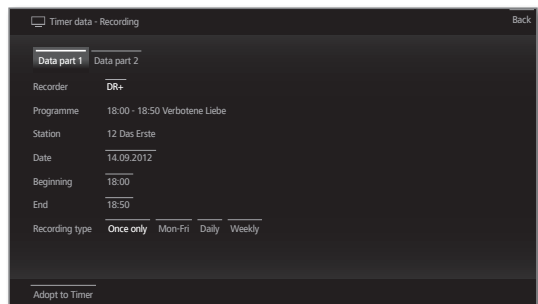 Timer data - Recording Back
Data part 1 Data part 2
Recorder DR+
Programme 18:00 - 18:50 Verbotene Liebe
Station 12 Das Erste
Date 14.09.2012
Beginning 18:00
End 18:50
Recording type Once only Mon-Fri Daily Weekly
Adopt to Timer